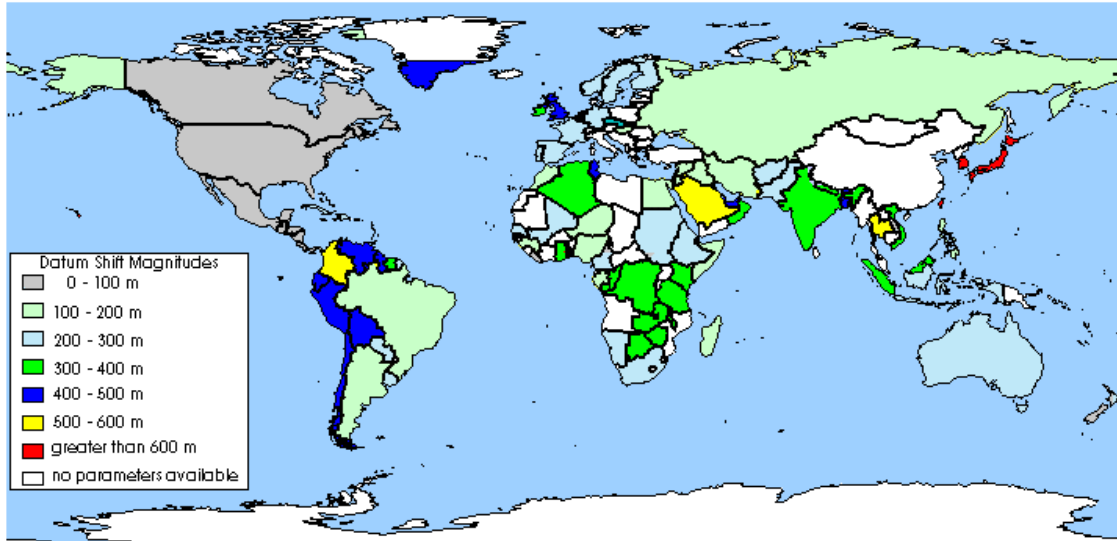 Datum Shift Magnitudes
0 - 100 m
100 - 200 m
200 - 300 m
300 - 400 m
400 - 500 m
500 - 600 m
greater than 600 m
no parameters available